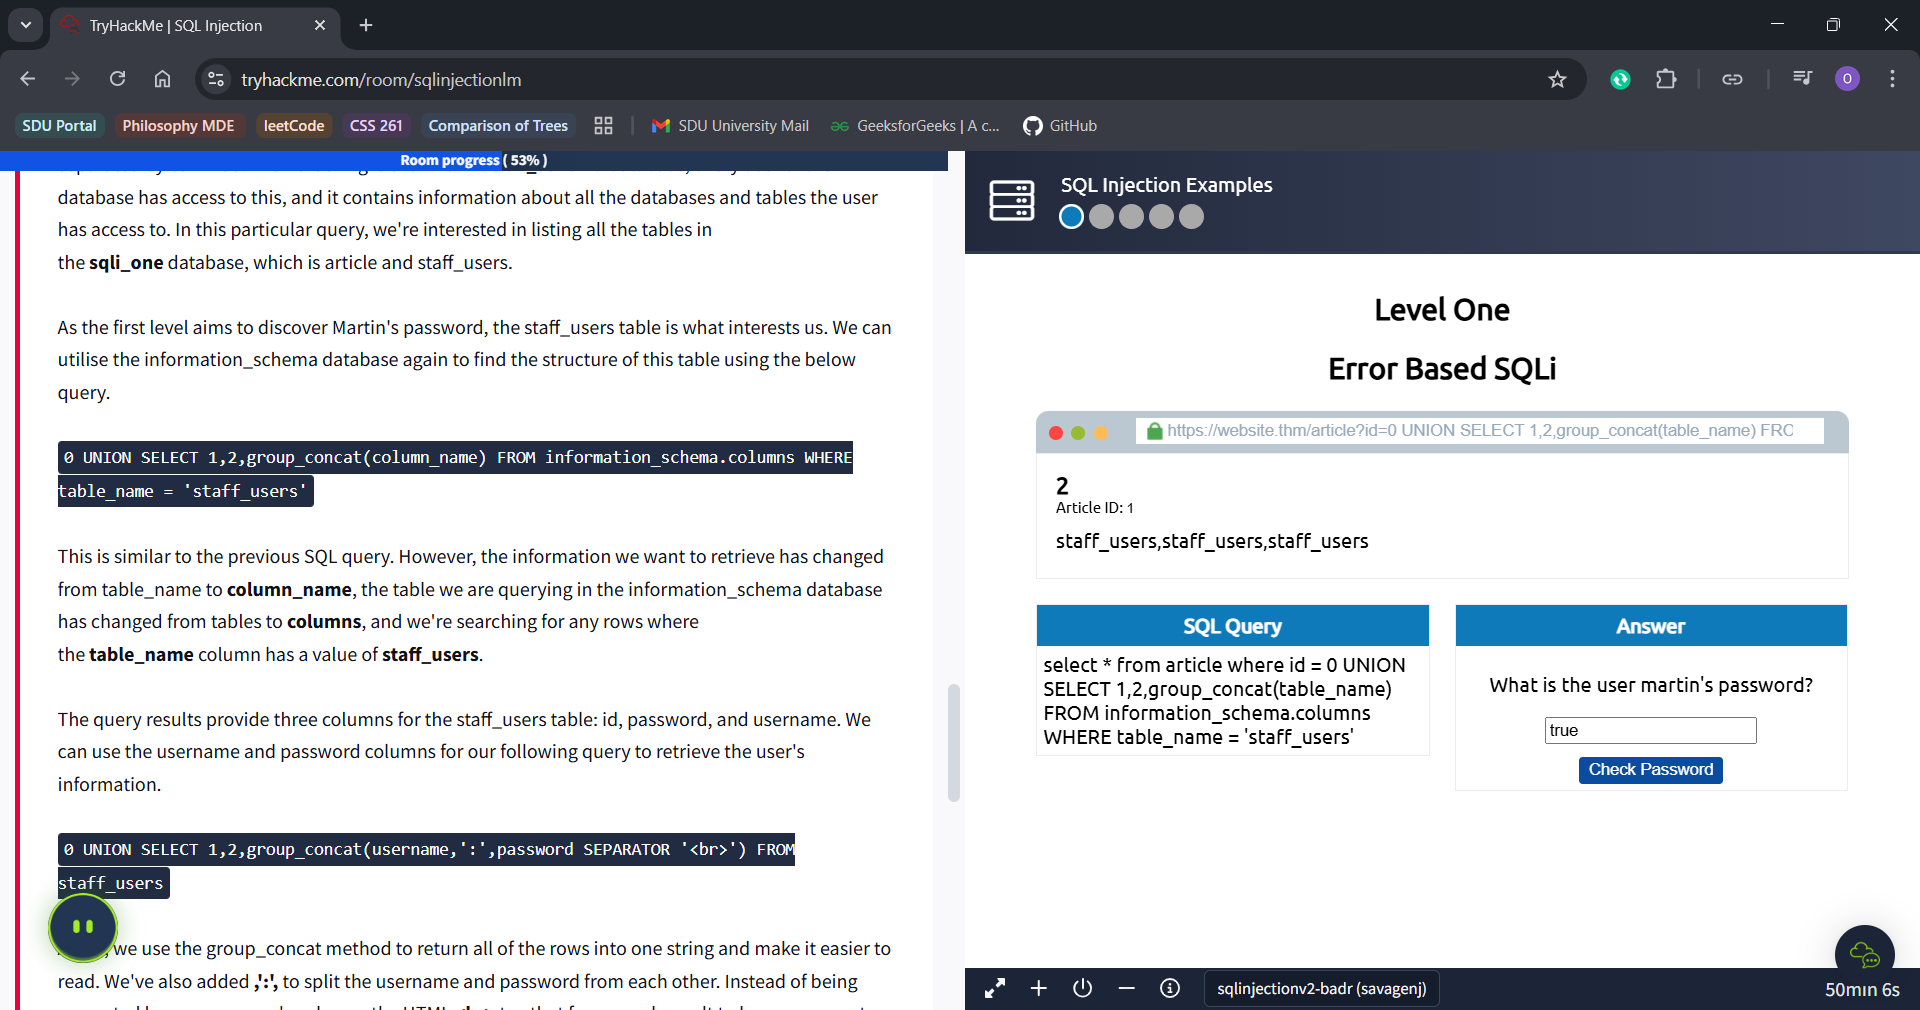 TryHackMe | SQL Injection
tryhackme.com/room/sqlinjectionlm
O
SDU Portal
Philosophy MDE
leetCode
CSS 261
Comparison of Trees
SDU University Mail
GeeksforGeeks | A c...
GitHub
Room progress ( 53% )
database has access to this, and it contains information about all the databases and tables the user
has access to. In this particular query, we're interested in listing all the tables in
the sqli_one database, which is article and staff_users.
As the first level aims to discover Martin's password, the staff_users table is what interests us. We can
utilise the information_schema database again to find the structure of this table using the below
query.
0 UNION SELECT 1,2,group_concat(column_name) FROM information_schema.columns WHERE
table_name = 'staff_users'
This is similar to the previous SQL query. However, the information we want to retrieve has changed
from table_name to column_name, the table we are querying in the information_schema database
has changed from tables to columns, and we're searching for any rows where
the table_name column has a value of staff_users.
The query results provide three columns for the staff_users table: id, password, and username. We
can use the username and password columns for our following query to retrieve the user's
information.
0 UNION SELECT 1,2,group_concat(username,':',password SEPARATOR '<br>') FROM
staff_users
we use the group_concat method to return all of the rows into one string and make it easier to
read. We've also added ,':', to split the username and password from each other. Instead of being
SQL Injection Examples
Level One
Error Based SQLi
https://website.thm/article?id=0 UNION SELECT 1,2,group_concat(table_name) FRC
2
Article ID: 1
staff_users,staff_users,staff_users
SQL Query
select * from article where id = 0 UNION
SELECT 1,2,group_concat(table_name)
FROM information_schema.columns
WHERE table_name = 'staff_users'
Answer
What is the user martin's password?
true
Check Password
sqlinjectionv2-badr (savagenj)
50min 6s